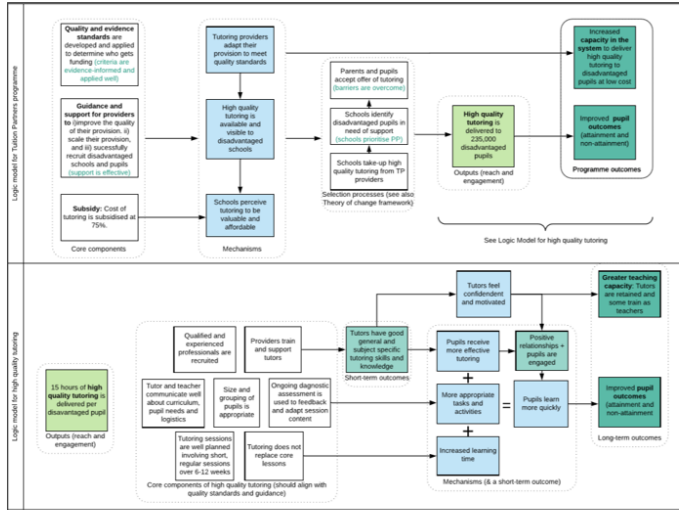 Logic model for Tuition Partners programme
Quality and evidence
standards are
developed and applied
to determine who gets
funding (criteria are
evidence-informed and
applied well)
Guidance and
support for providers
to (improve the quality
of their provision. ii)
scale their provision,
and iii) sucessfully recruit
disadvantaged schools
and pupils
(support is effective)
Subsidy: Cost of
tutoring is subsidised at
75%.
Core components
Tutoring providers
adapt their
provision to meet
quality standards
High quality
tutoring is
available and
visible to
disadvantaged
schools
Schools perceive
tutoring to be
valuable and
affordable
Mechanisms
Parents and pupils
accept offer of tutoring
(barriers are overcome)
Schools identify
disadvantaged pupils in
need of support
(schools prioritise PP)
Schools take-up high
quality tutoring from TP
providers
Selection processes (see also
Theory of change framework)
High quality
tutoring is
delivered to
235,000
disadvantaged
pupils
Outputs (reach and
engagement)
Increased
capacity in the
system to deliver
high quality
tutoring to
disadvantaged
pupils at low cost
Improved pupil
outcomes
(attainment and
non-attainment)
Programme outcomes
See Logic Model for high quality tutoring
Logic model for high quality tutoring
15 hours of high
quality tutoring is
delivered per
disavantaged pupil
Outputs (reach and
engagement)
Qualified and
experienced
professionals are
recruited
Providers train and
support tutors
Tutor and teacher
communicate well
about curriculum,
pupil needs and
logistics
Size and
grouping of
pupils is
appropriate
Ongoing diagnostic
assessment is used
to feedback and
adapt session
content
Tutoring sessions
are well planned
involving short,
regular sessions
over 6-12 weeks
Tutoring does not
replace core
lessons
Core components of high quality tutoring (should align with
quality standards and guidance)
Tutors have good
general and
subject specific
tutoring skills and
knowledge
Short-term outcomes
Tutors feel
confidendent
and motivated
Pupils receive
more effective
tutoring
+
More appropriate
tasks and
activities
+
Increased learning
time
=
Positive
relationships +
pupils are
engaged
Pupils learn
more quickly
Mechanisms (& a short-term outcome)
Greater teaching
capacity: Tutors
are retained and
some train as
teachers
Improved pupil
outcomes
(attainment and
non-attainment
Long-term outcomes